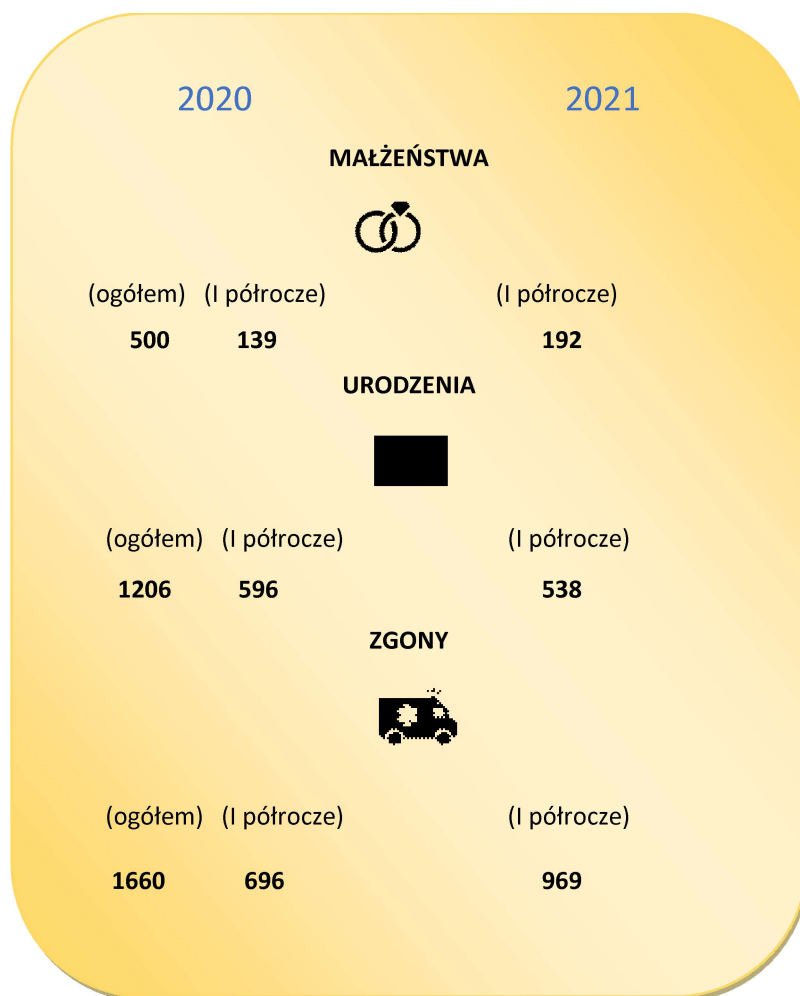 2020 2021
MAŁŻEŃSTWA
(ogółem) (I półrocze) (I półrocze)
500 139 192
URODZENIA
(ogółem) (I półrocze) (I półrocze)
1206 596 538
ZGONY
(ogółem) (I półrocze) (I półrocze)
1660 696 969